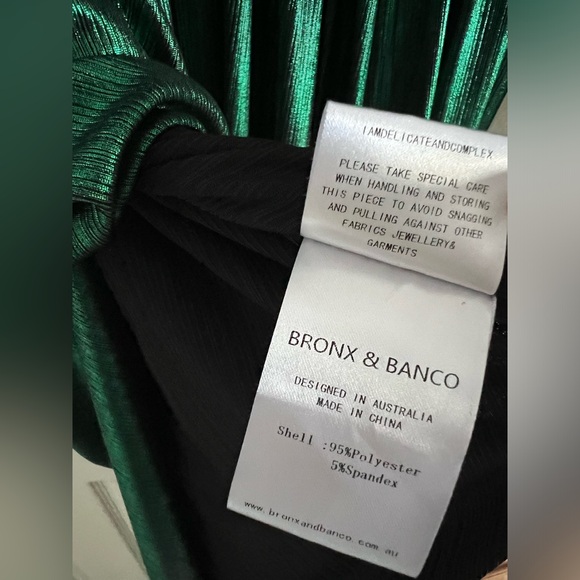 IAMDELICATEANDCOMPLEX
PLEASE TAKE SPECIAL CARE
WHEN HANDLING AND STORING
THIS PIECE TO AVOID SNAGGING
AND PULLING AGAINST OTHER
FABRICS JEWELLERY&
GARMENTS
BRONX & BANCO
DESIGNED IN AUSTRALIA
MADE IN CHINA
Shell :95%Polyester
5%Spandex
www.bronxandbanco.com.au